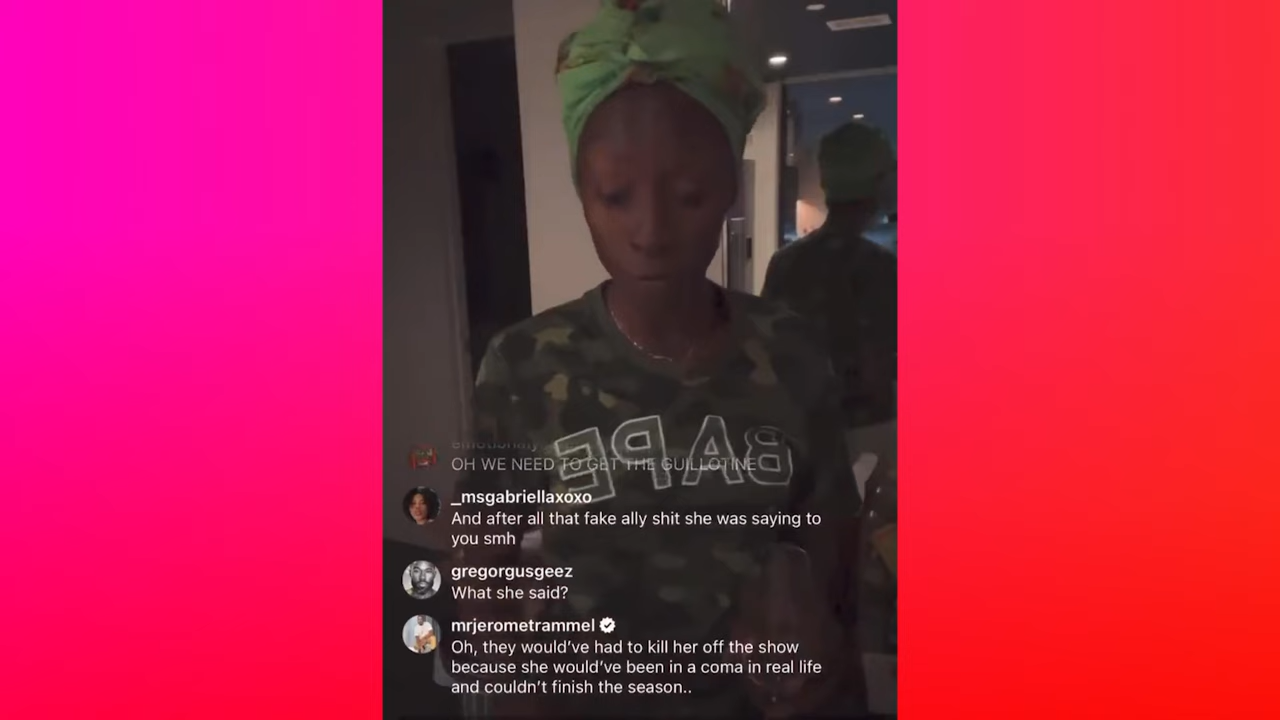 OH WE NEED TO GET THE GUILLOTINE
BAPE
_msgabriellaxoxo
And after all that fake ally shit she was saying to
you smh
gregorgusgeez
What she said?
mrjerometrammel
Oh, they would’ve had to kill her off the show
because she would’ve been in a coma in real life
and couldn’t finish the season..